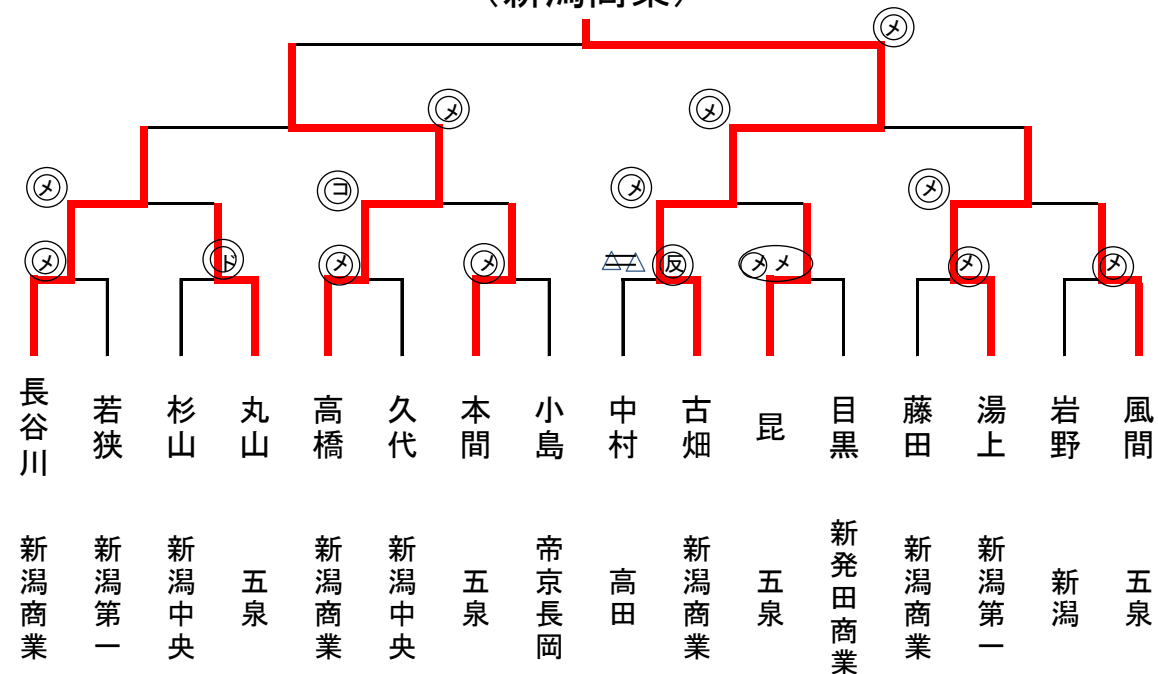 (新潟商業)
メ
メ メ
メ コ メ メ
メ ド メ メ 反 メメ メ メ
長谷川 若狭 杉山 丸山 高橋 久代 本間 小島 中村 古畑 昆 目黒 藤田 湯上 岩野 風間
新潟商業 新潟第一 新潟中央 五泉 新潟商業 新潟中央 五泉 帝京長岡 高田 新潟商業 五泉 新発田商業 新潟商業 新潟第一 新潟 五泉